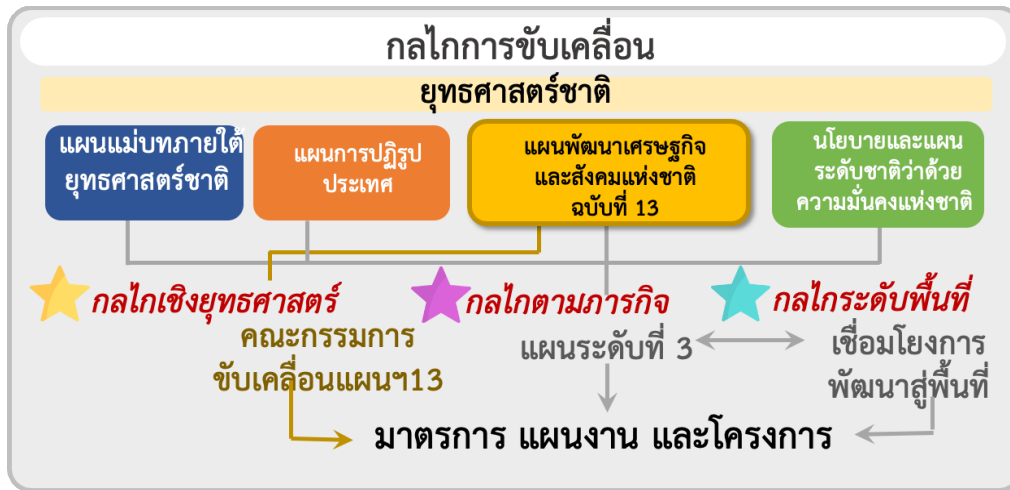 กลไกการขับเคลื่อน
ยุทธศาสตร์ชาติ
แผนแม่บทภายใต้
ยุทธศาสตร์ชาติ
แผนการปฏิรูป
ประเทศ
แผนพัฒนาเศรษฐกิจ
และสังคมแห่งชาติ
ฉบับที่ 13
นโยบายและแผน
ระดับชาติว่าด้วย
ความมั่นคงแห่งชาติ
กลไกเชิงยุทธศาสตร์
คณะกรรมการ
ขับเคลื่อนแผนฯ13
กลไกตามภารกิจ
แผนระดับที่ 3
กลไกระดับพื้นที่
เชื่อมโยงการ
พัฒนาสู่พื้นที่
มาตรการ แผนงาน และโครงการ